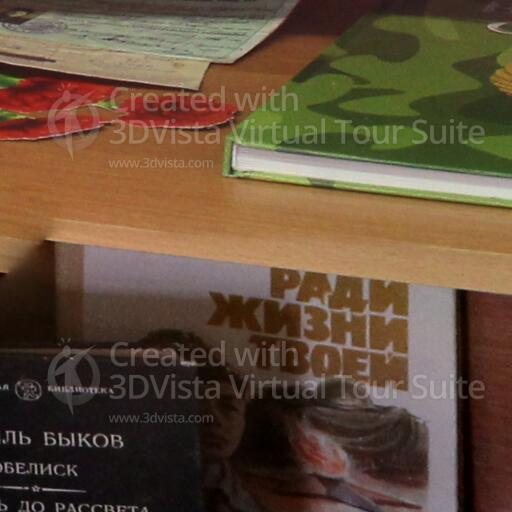 Created with
3DVista Virtual Tour Suite
www.3dvista.com
РАДИ
ЖИЗНИ
ТВОЕЙ
Created with
3DVista Virtual Tour Suite
www.3dvista.com
БИБЛИОТЕКА
БЫКОВ
ОБЕЛИСК
ДО РАССВЕТА